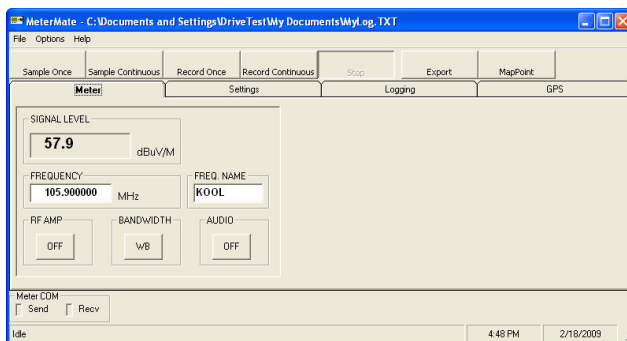 MeterMate - C:\Documents and Settings\DriveTest\My Documents\MyLog.TXT
File Options Help
Sample Once Sample Continuous Record Once Record Continuous Stop Export MapPoint
Meter Settings Logging GPS
SIGNAL LEVEL
57.9 dBuV/M
FREQUENCY FREQ. NAME
105.900000 MHz KOOL
RF AMP BANDWIDTH AUDIO
OFF WB OFF
Meter COM
Send Recv
Idle 4:48 PM 2/18/2009